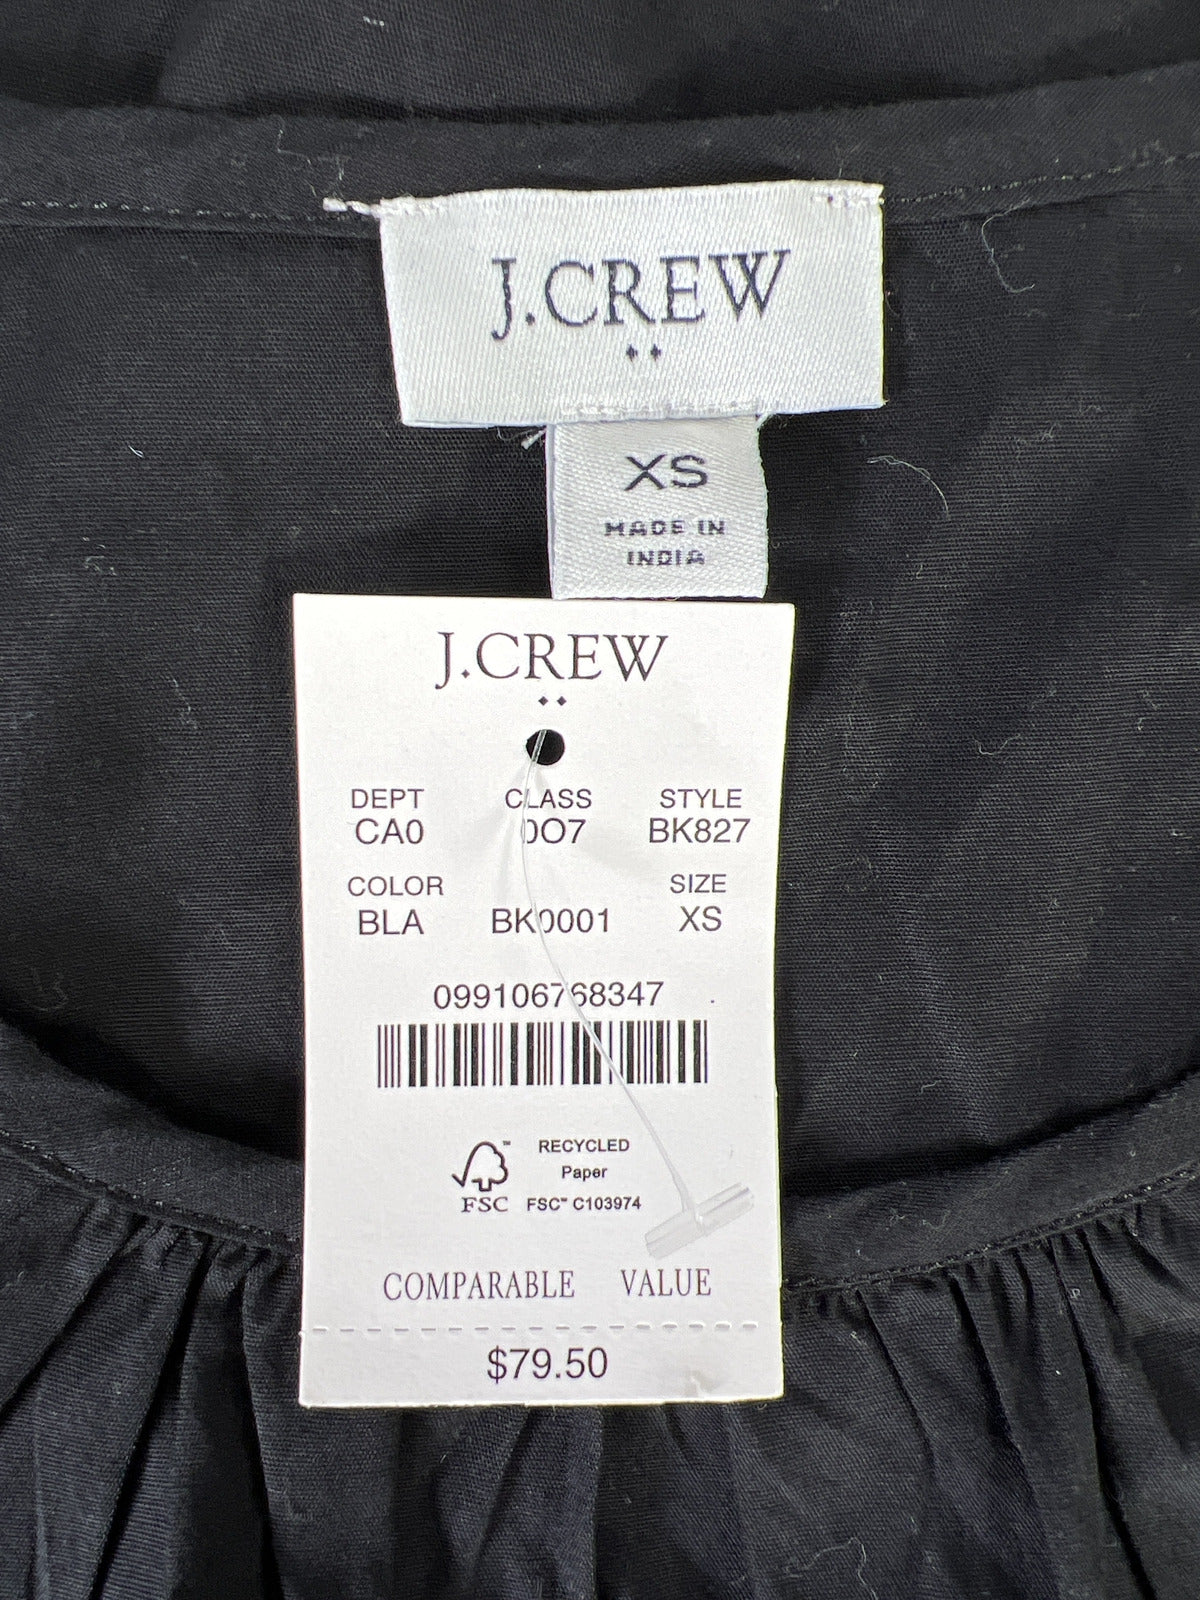 J.CREW
XS
MADE IN
INDIA
J.CREW
DEPT CLASS STYLE
CA0 0O7 BK827
COLOR SIZE
BLA BK0001 XS
099106768347
RECYCLED
Paper
FSC™ C103974
FSC
COMPARABLE VALUE
$79.50